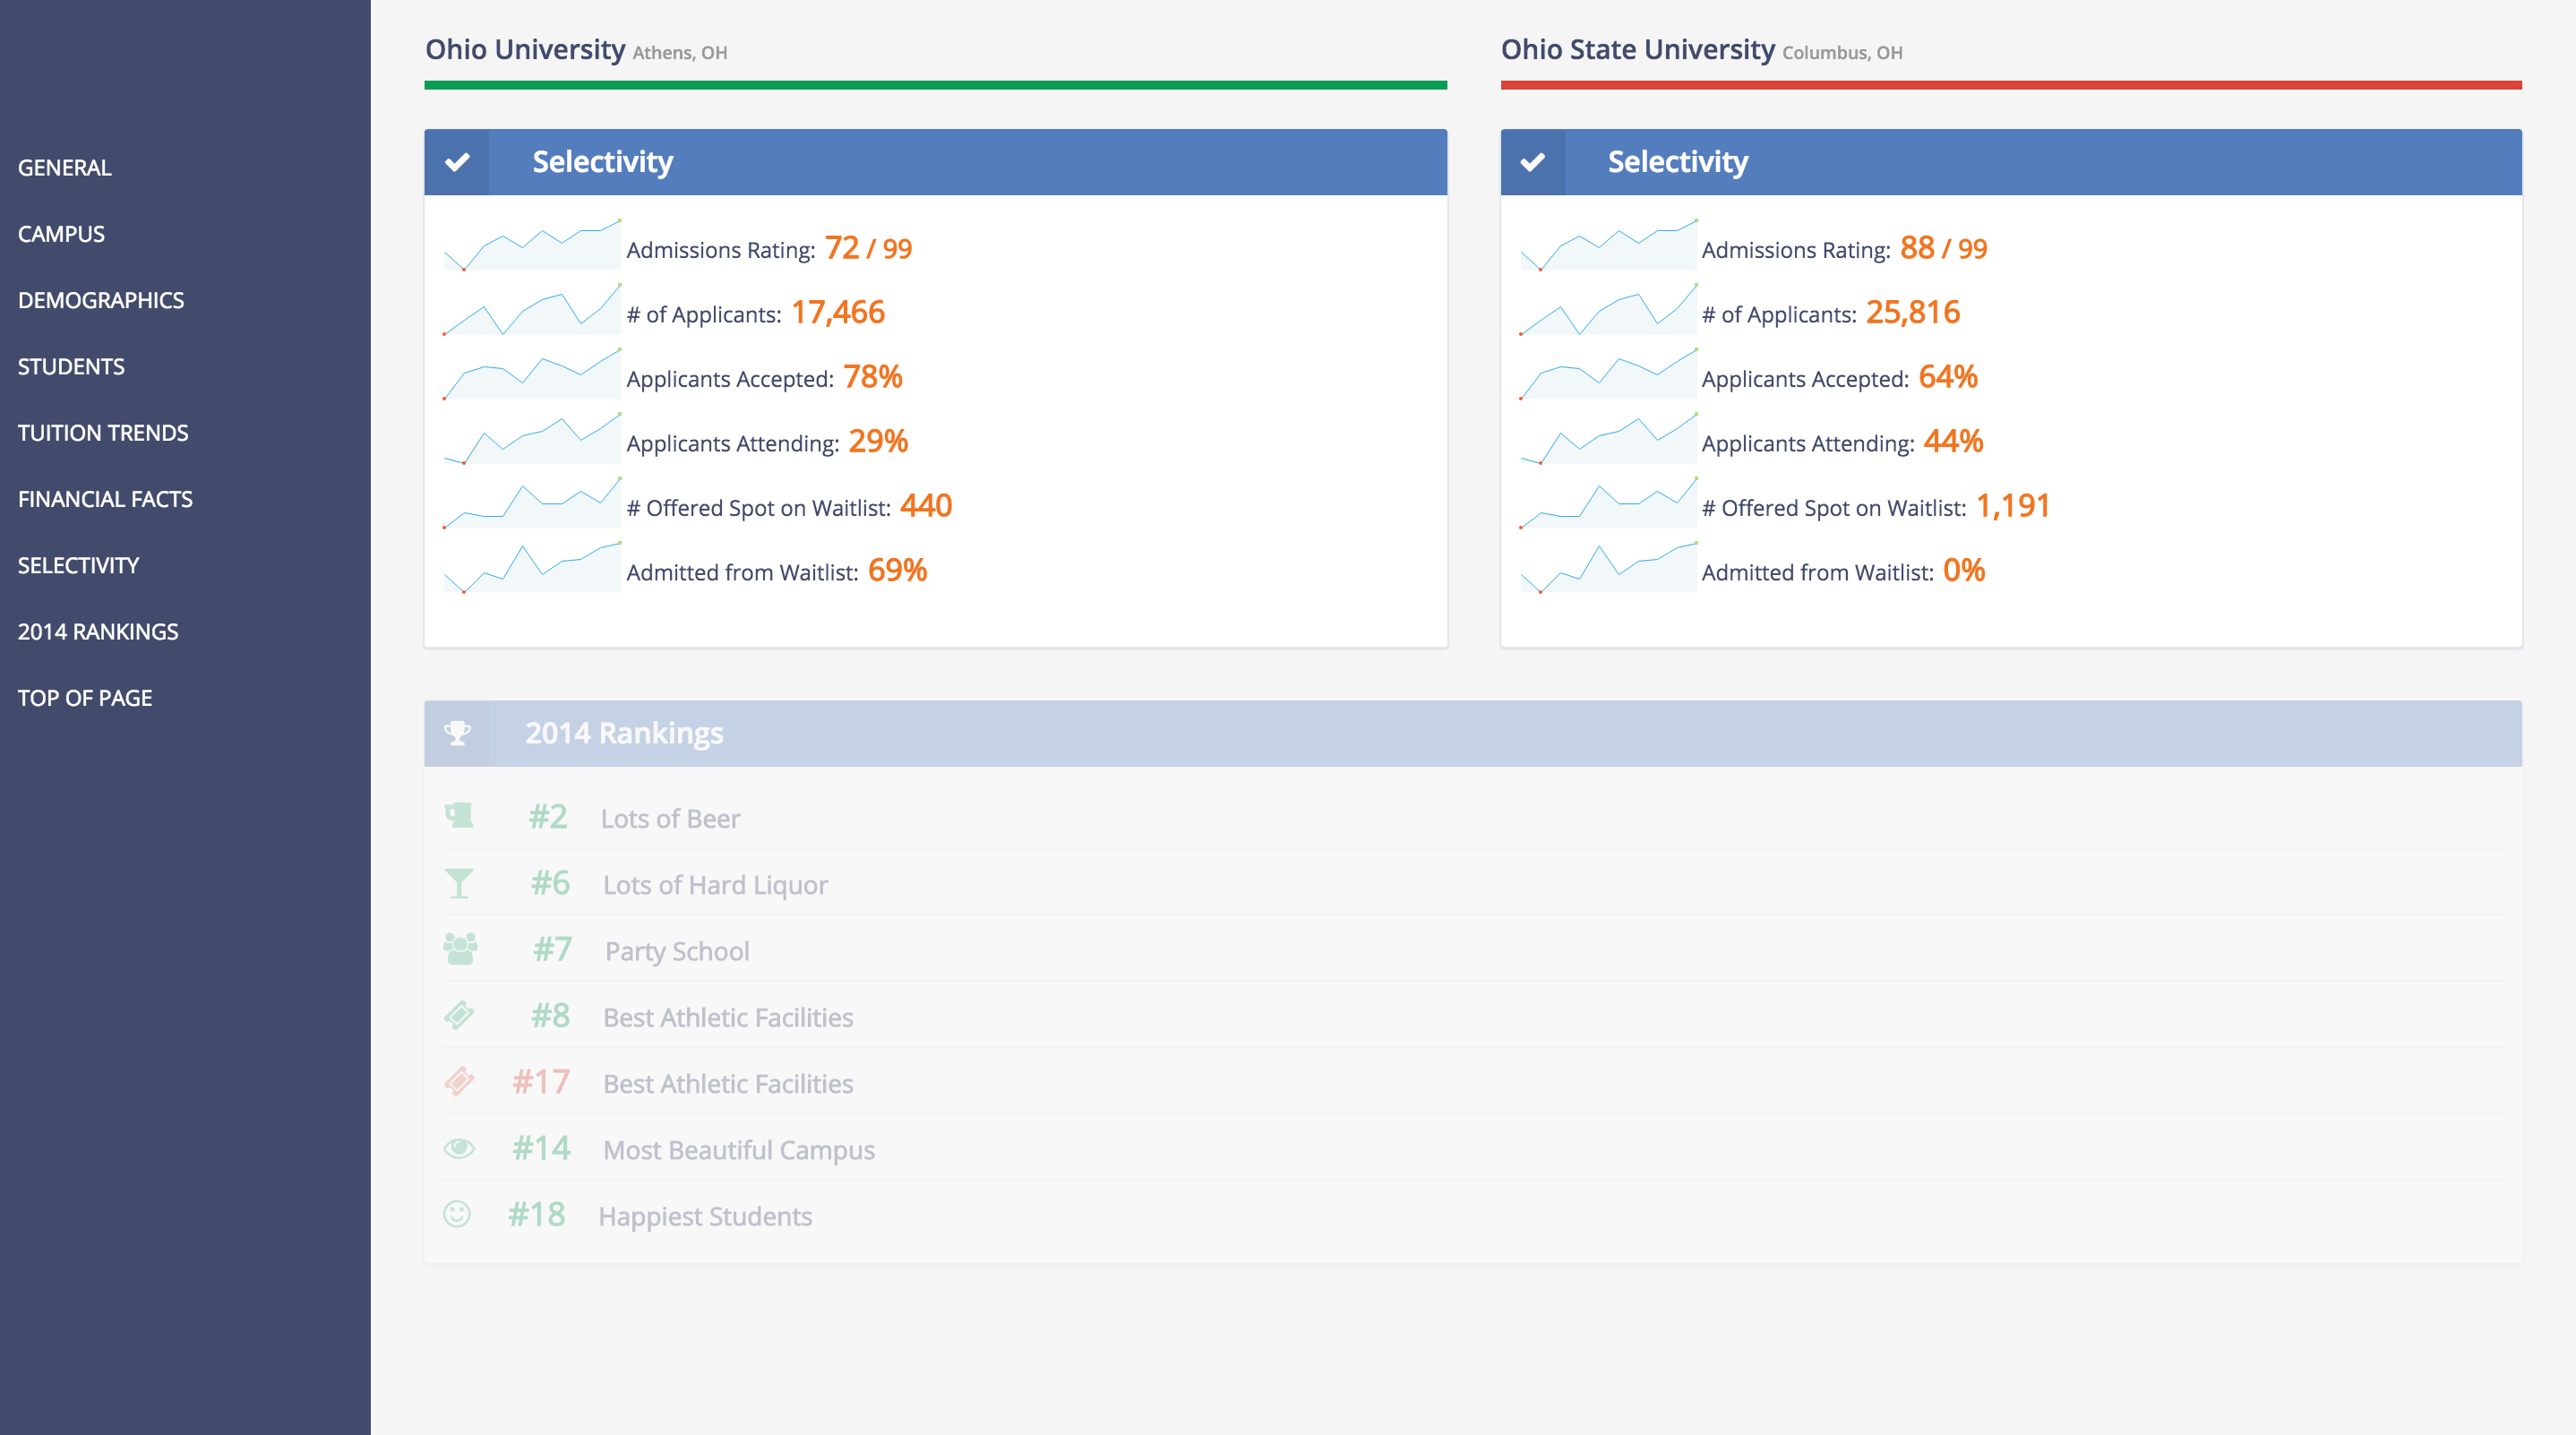 GENERAL
CAMPUS
DEMOGRAPHICS
STUDENTS
TUITION TRENDS
FINANCIAL FACTS
SELECTIVITY
2014 RANKINGS
TOP OF PAGE
Ohio University Athens, OH
Selectivity
Admissions Rating: 72 / 99
# of Applicants: 17,466
Applicants Accepted: 78%
Applicants Attending: 29%
# Offered Spot on Waitlist: 440
Admitted from Waitlist: 69%
Ohio State University Columbus, OH
Selectivity
Admissions Rating: 88 / 99
# of Applicants: 25,816
Applicants Accepted: 64%
Applicants Attending: 44%
# Offered Spot on Waitlist: 1,191
Admitted from Waitlist: 0%
2014 Rankings
#2 Lots of Beer
#6 Lots of Hard Liquor
#7 Party School
#8 Best Athletic Facilities
#17 Best Athletic Facilities
#14 Most Beautiful Campus
#18 Happiest Students